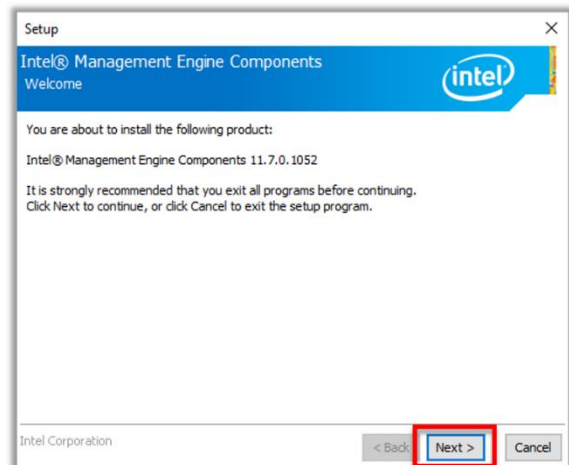 Setup
Intel® Management Engine Components
Welcome
intel
You are about to install the following product:
Intel® Management Engine Components 11.7.0.1052
It is strongly recommended that you exit all programs before continuing.
Click Next to continue, or click Cancel to exit the setup program.
Intel Corporation
< Back Next > Cancel